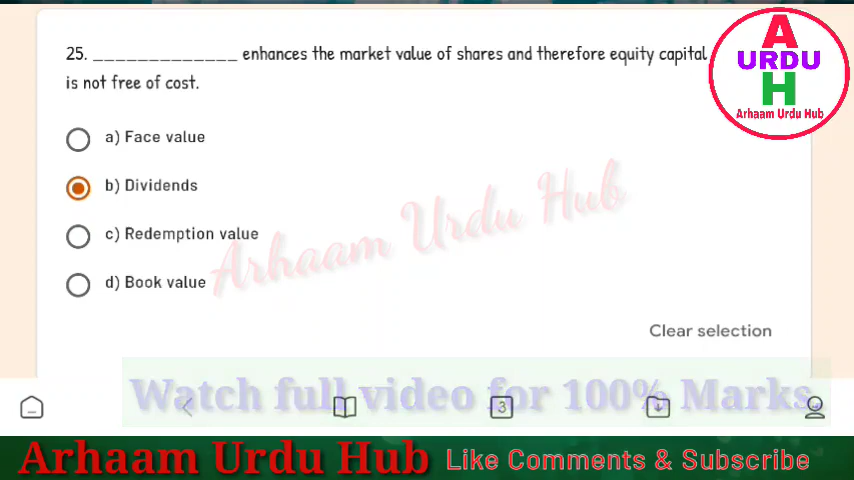 25. _____________ enhances the market value of shares and therefore equity capital
is not free of cost.
a) Face value
b) Dividends
c) Redemption value
d) Book value
Clear selection
A
URDU
H
Arhaam Urdu Hub
Arhaam Urdu Hub
Watch full video for 100% Marks.
3
Arhaam Urdu Hub Like Comments & Subscribe